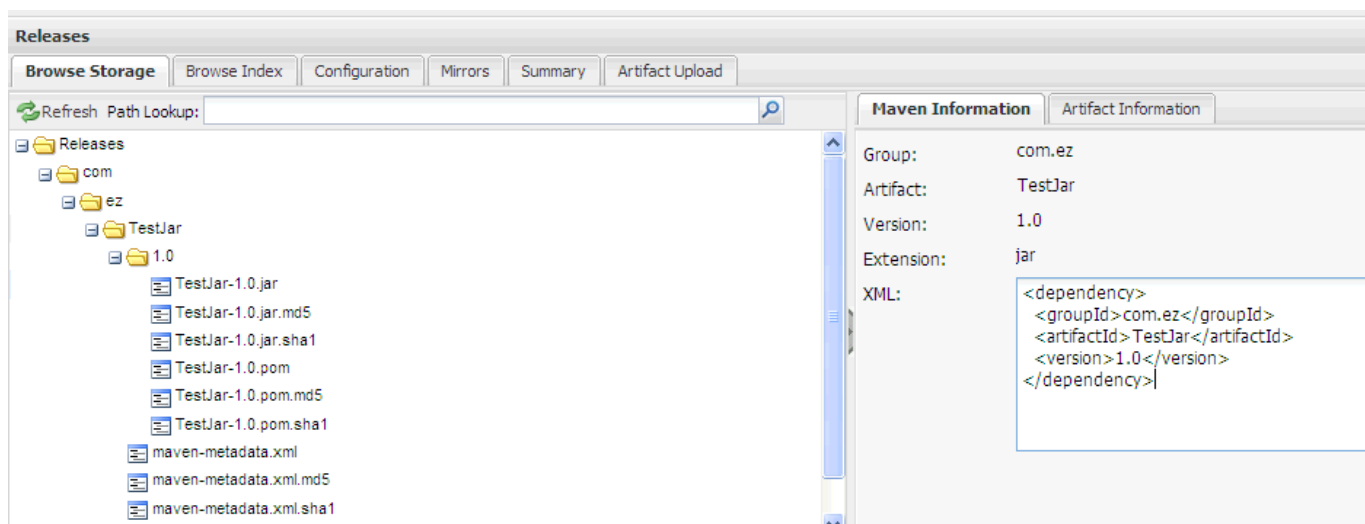 Releases
Browse Storage Browse Index Configuration Mirrors Summary Artifact Upload
Refresh Path Lookup:
Releases
com
ez
TestJar
1.0
TestJar-1.0.jar
TestJar-1.0.jar.md5
TestJar-1.0.jar.sha1
TestJar-1.0.pom
TestJar-1.0.pom.md5
TestJar-1.0.pom.sha1
maven-metadata.xml
maven-metadata.xml.md5
maven-metadata.xml.sha1
Maven Information Artifact Information
Group: com.ez
Artifact: TestJar
Version: 1.0
Extension: jar
XML: <dependency>
<groupId>com.ez</groupId>
<artifactId>TestJar</artifactId>
<version>1.0</version>
</dependency>